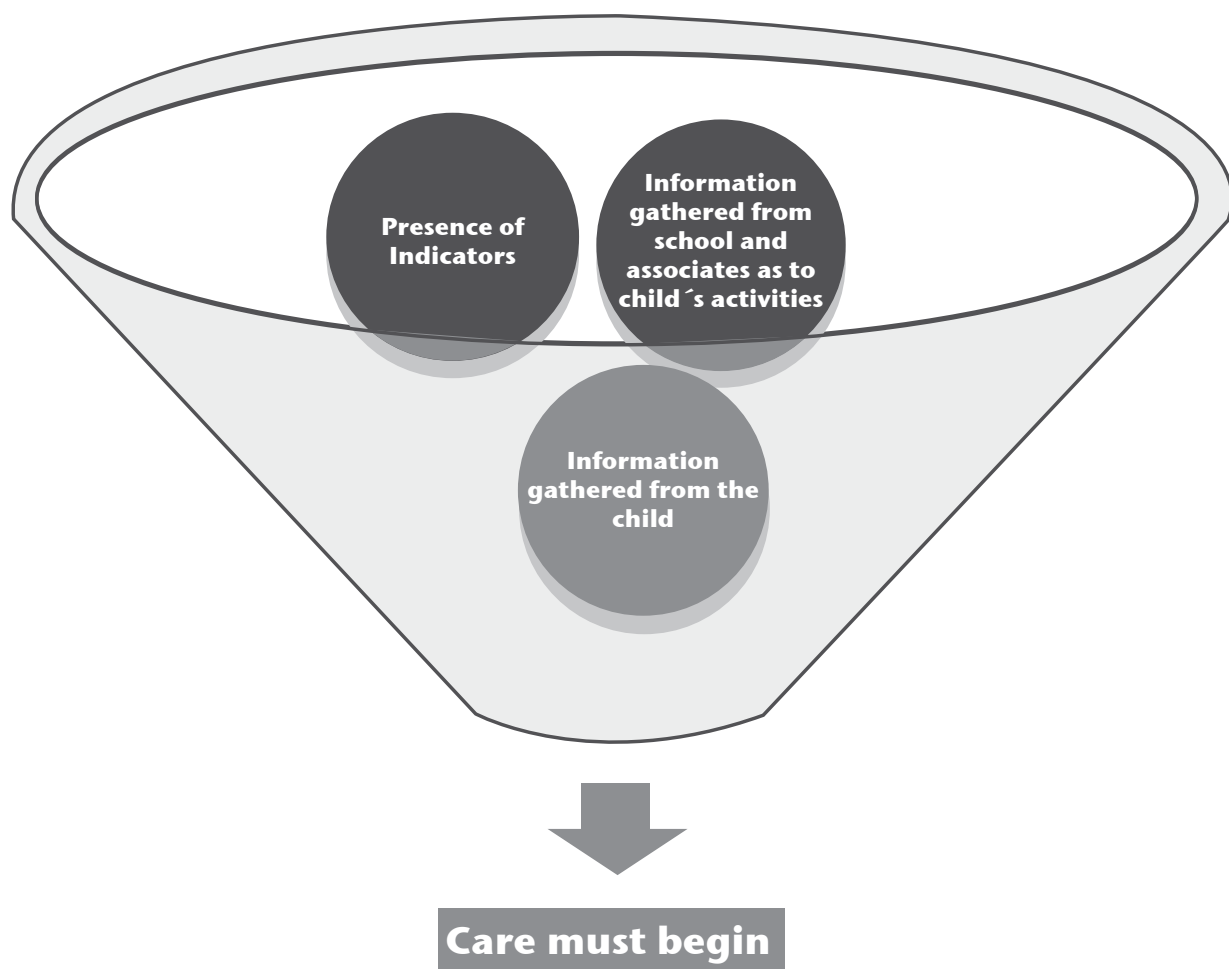 Presence of
Indicators
Information
gathered from
school and
associates as to
child´s activities
Information
gathered from the
child
Care must begin